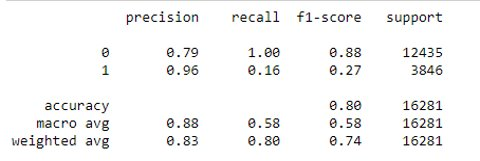 precision recall f1-score support
0 0.79 1.00 0.88 12435
1 0.96 0.16 0.27 3846
accuracy 0.80 16281
macro avg 0.88 0.58 0.58 16281
weighted avg 0.83 0.80 0.74 16281